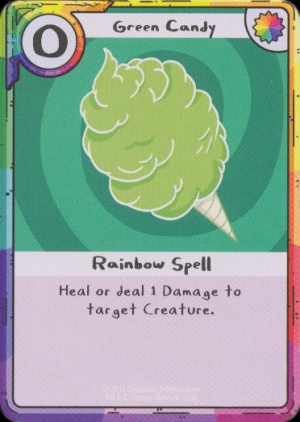 Green Candy
0
Rainbow Spell
Heal or deal 1 Damage to
target Creature.